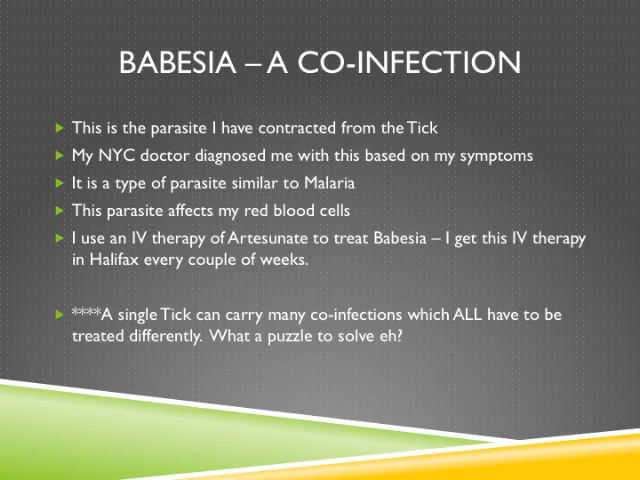 BABESIA – A CO-INFECTION
This is the parasite I have contracted from the Tick
My NYC doctor diagnosed me with this based on my symptoms
It is a type of parasite similar to Malaria
This parasite affects my red blood cells
I use an IV therapy of Artesunate to treat Babesia – I get this IV therapy
in Halifax every couple of weeks.
****A single Tick can carry many co-infections which ALL have to be
treated differently. What a puzzle to solve eh?